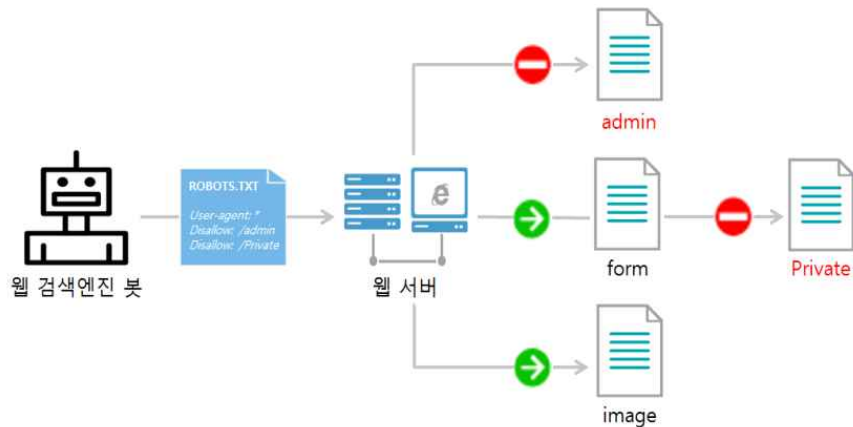 admin
ROBOTS.TXT
User-agent: *
Disallow: /admin
Disallow: /Private
웹 검색엔진 봇
웹 서버
form
Private
image